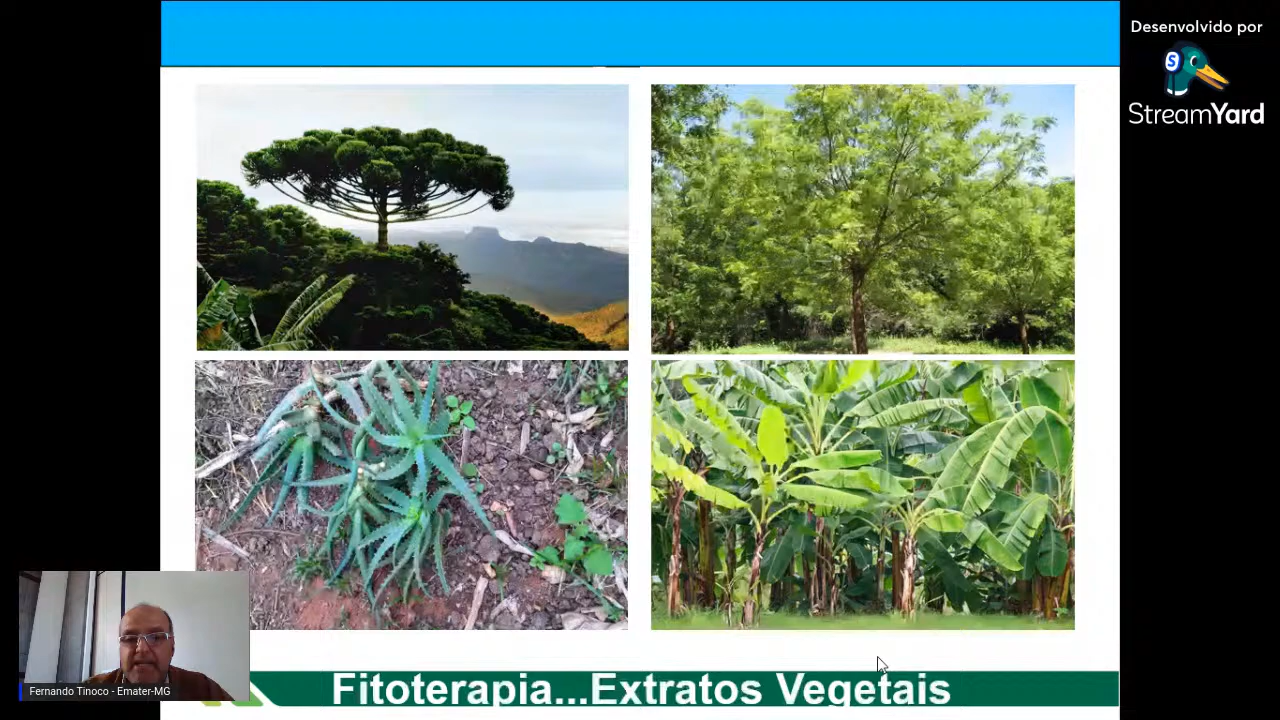 Desenvolvido por
StreamYard
Fernando Tinoco - Emater-MG
Fitoterapia...Extratos Vegetais